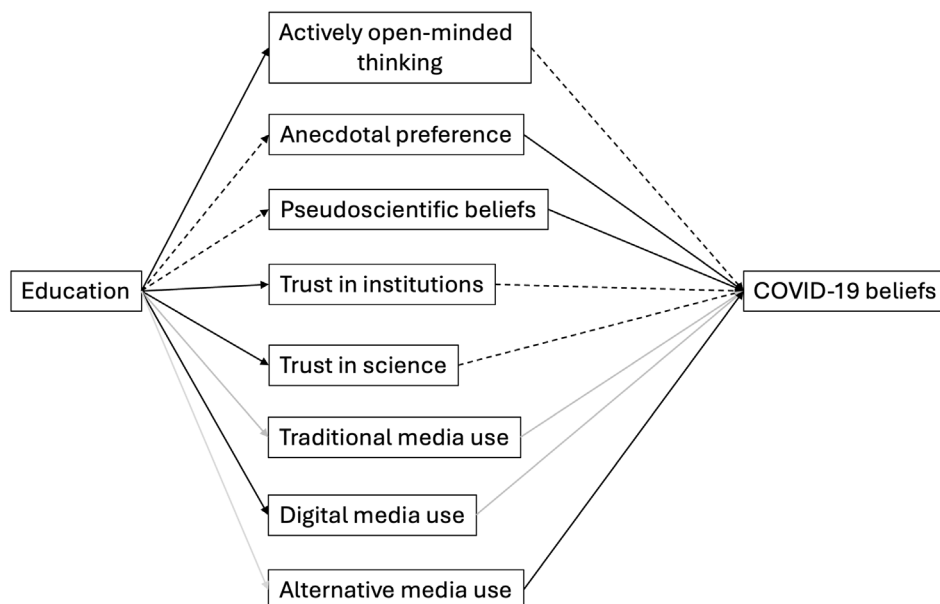 Actively open-minded
thinking
Anecdotal preference
Pseudoscientific beliefs
Education
Trust in institutions
COVID-19 beliefs
Trust in science
Traditional media use
Digital media use
Alternative media use